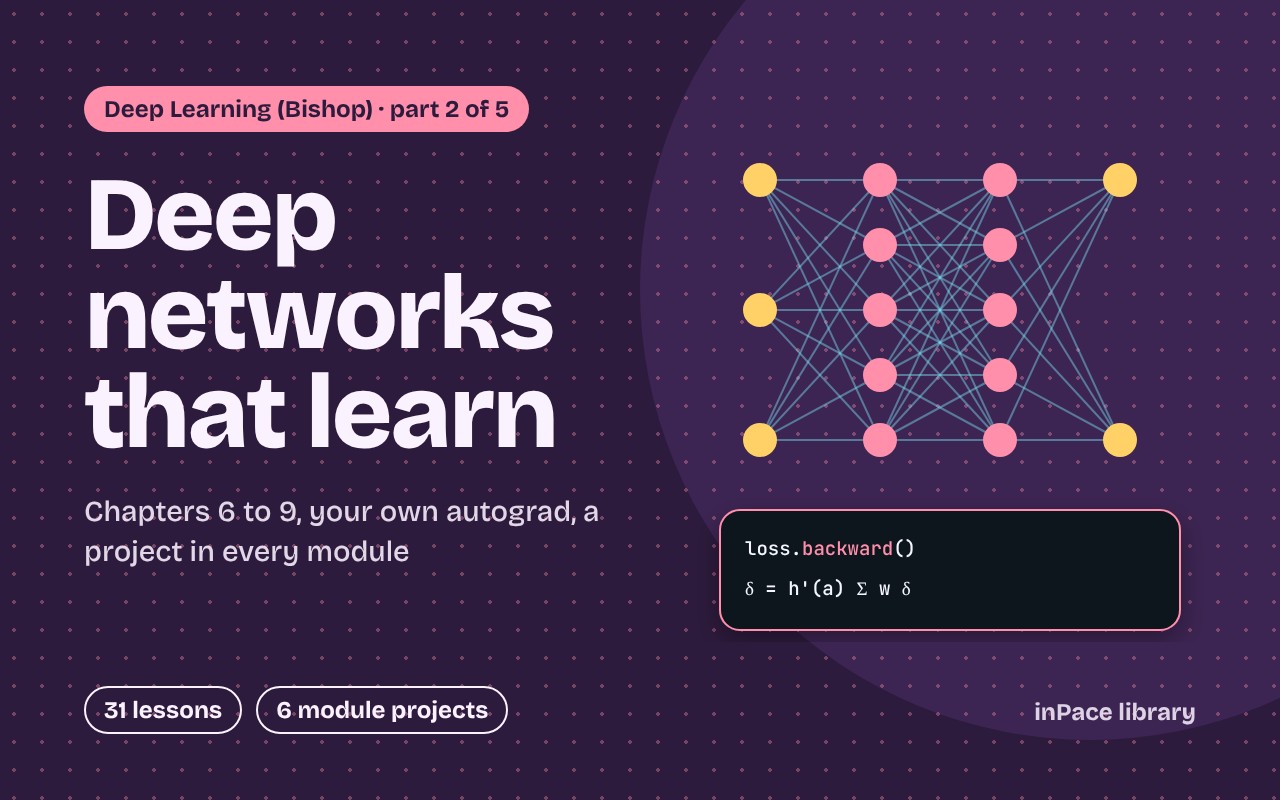 Deep Learning (Bishop) · part 2 of 5
Deep
networks
that learn
Chapters 6 to 9, your own autograd, a
project in every module
loss.backward()
δ = h'(a) Σ w δ
31 lessons
6 module projects
inPace library